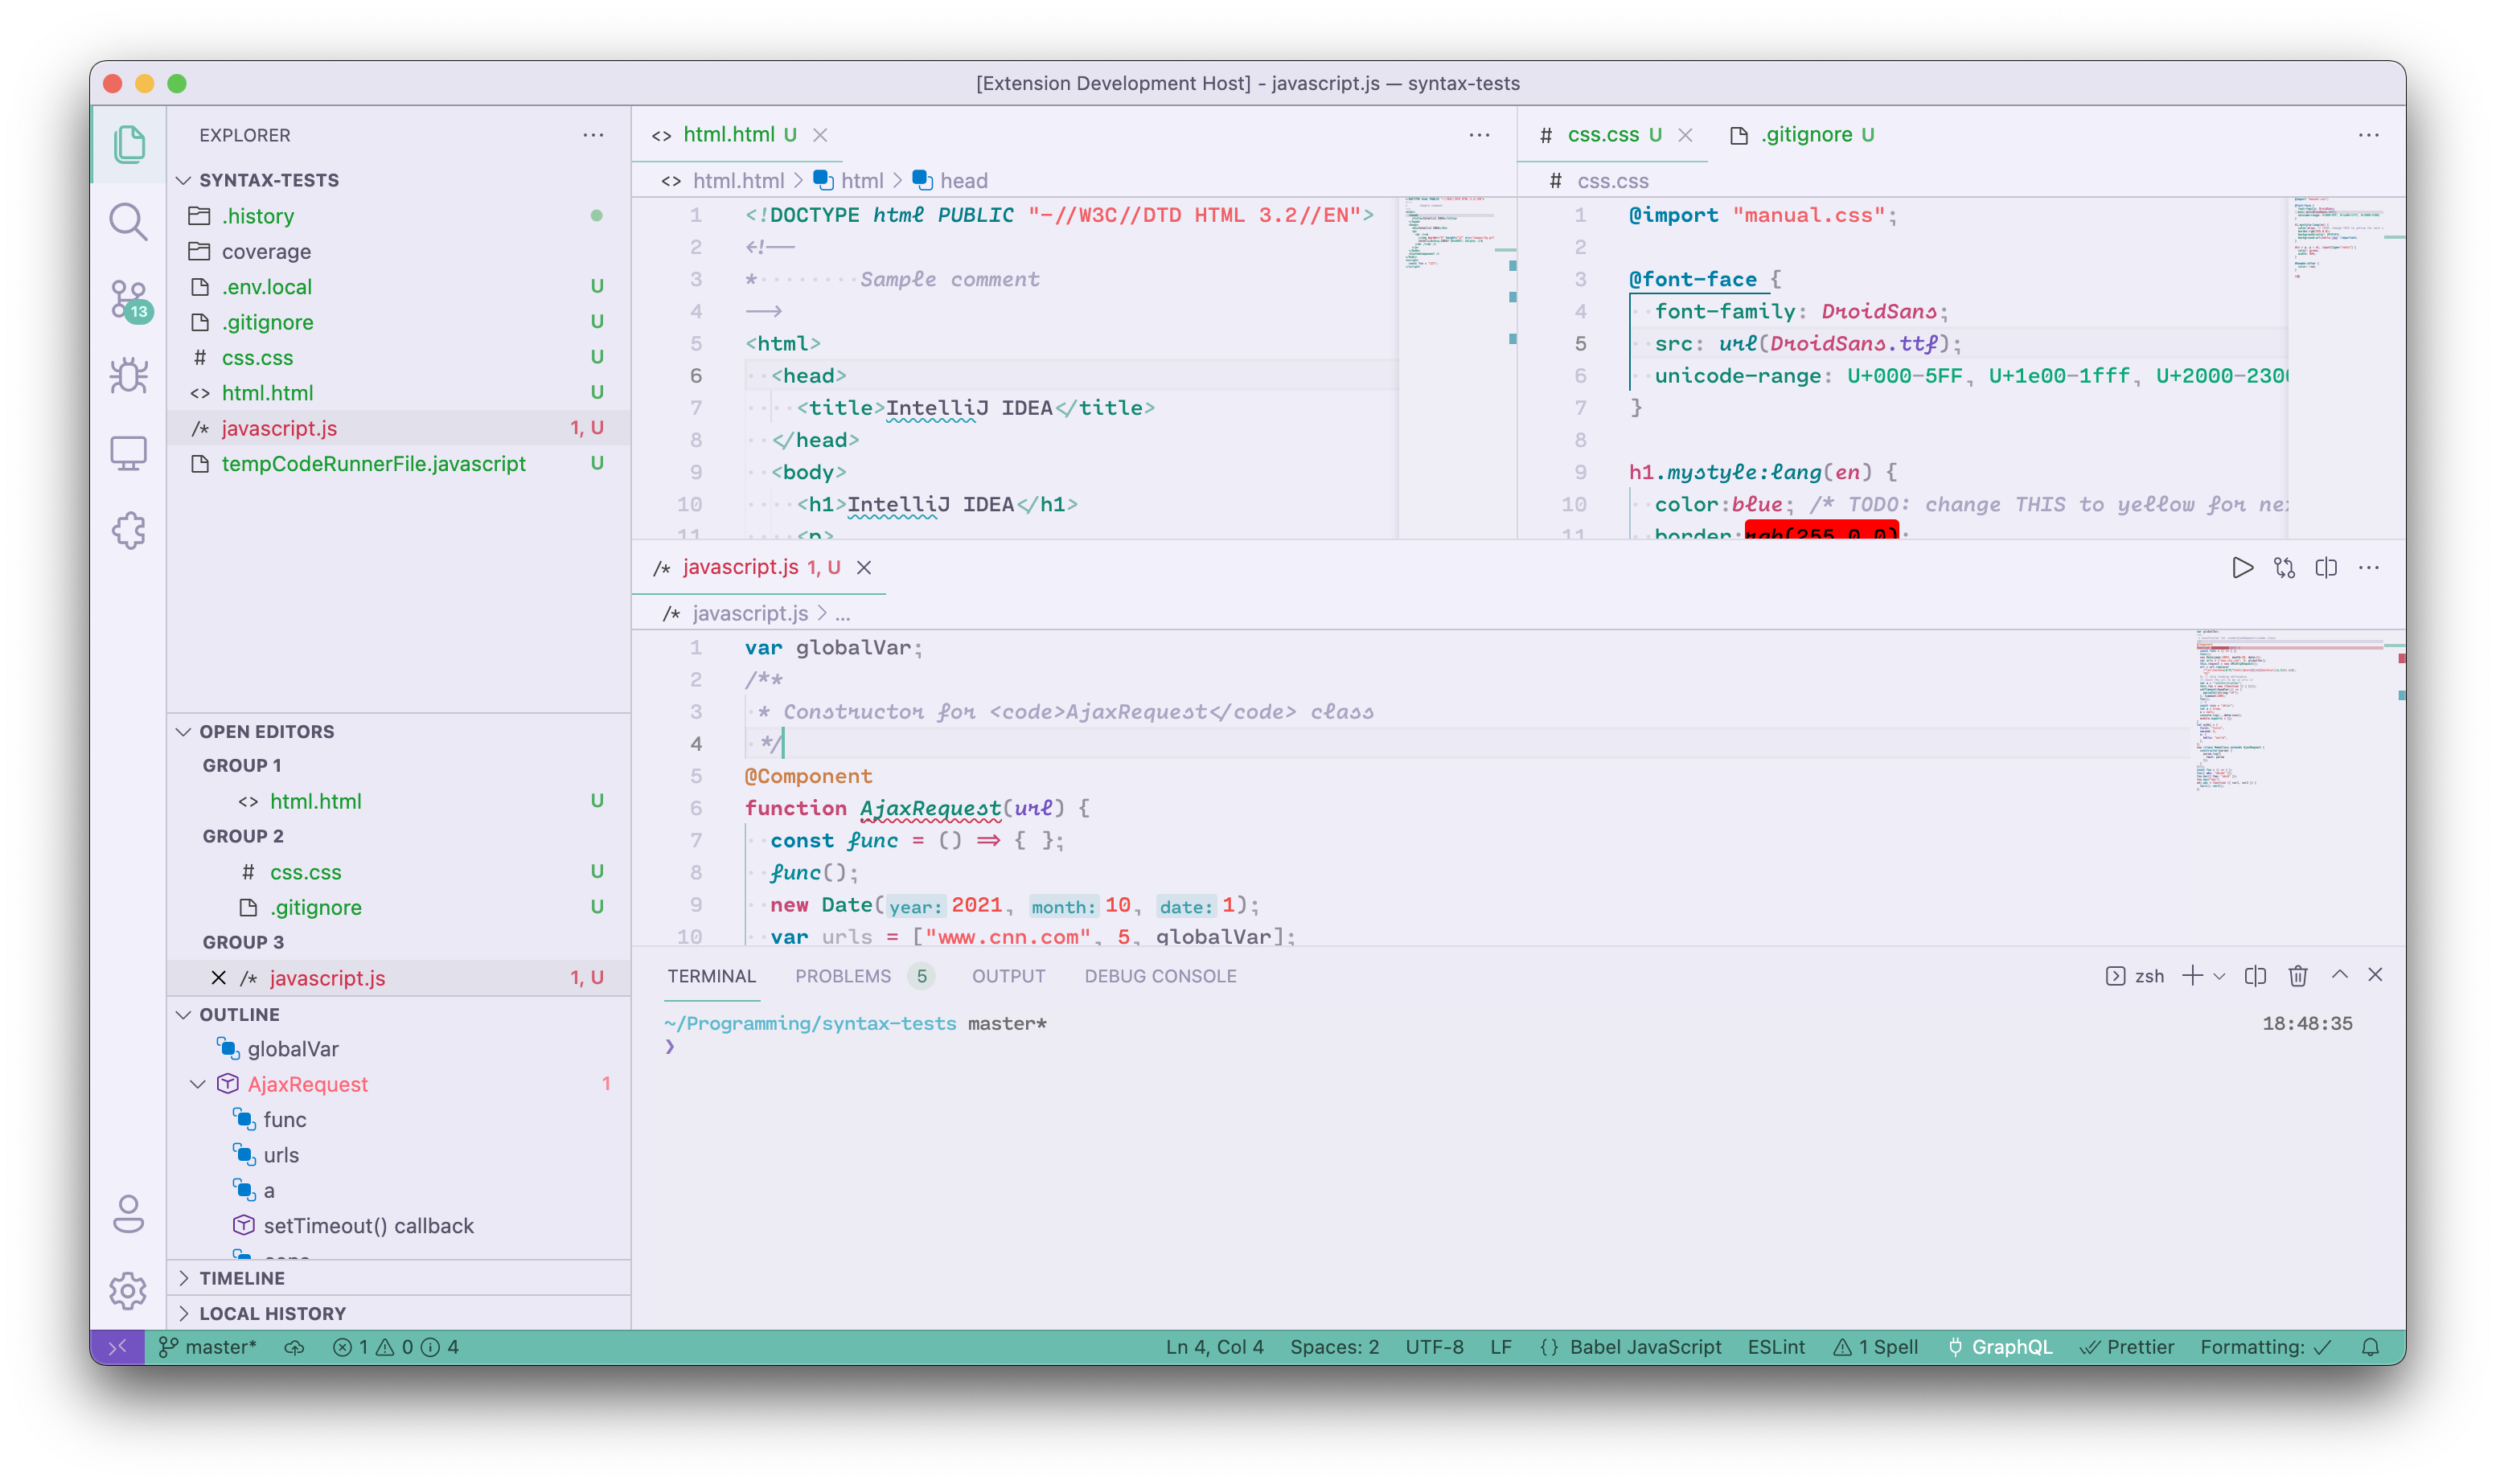 [Extension Development Host] - javascript.js — syntax-tests
EXPLORER
SYNTAX-TESTS
.history
coverage
.env.local U
.gitignore U
# css.css U
<> html.html U
/* javascript.js 1, U
tempCodeRunnerFile.javascript U
13
OPEN EDITORS
GROUP 1
<> html.html U
GROUP 2
# css.css U
.gitignore U
GROUP 3
/* javascript.js 1, U
OUTLINE
globalVar
AjaxRequest 1
func
urls
a
setTimeout() callback
TIMELINE
LOCAL HISTORY
<> html.html U
<> html.html > html > head
1 <!DOCTYPE html PUBLIC "-//W3C//DTD HTML 3.2//EN">
2 <!--
3 * Sample comment
4 -->
5 <html>
6 <head>
7 <title>IntelliJ IDEA</title>
8 </head>
9 <body>
10 <h1>IntelliJ IDEA</h1>
11 <p>
# css.css U
.gitignore U
# css.css
1 @import "manual.css";
2
3 @font-face {
4 font-family: DroidSans;
5 src: url(DroidSans.ttf);
6 unicode-range: U+000-5FF, U+1e00-1fff, U+2000-2300
7 }
8
9 h1.mystyle:lang(en) {
10 color:blue; /* TODO: change THIS to yellow for nex
11 border:rgb(255,0,0);
/* javascript.js 1, U
/* javascript.js > ...
1 var globalVar;
2 /**
3 * Constructor for <code>AjaxRequest</code> class
4 */
5 @Component
6 function AjaxRequest(url) {
7 const func = () => { };
8 func();
9 new Date(year: 2021, month: 10, date: 1);
10 var urls = ["www.cnn.com", 5, globalVar];
TERMINAL PROBLEMS 5 OUTPUT DEBUG CONSOLE
zsh
~/Programming/syntax-tests master* 18:48:35
❯
master* 1 0 4
Ln 4, Col 4 Spaces: 2 UTF-8 LF {} Babel JavaScript ESLint 1 Spell GraphQL Prettier Formatting: ✓